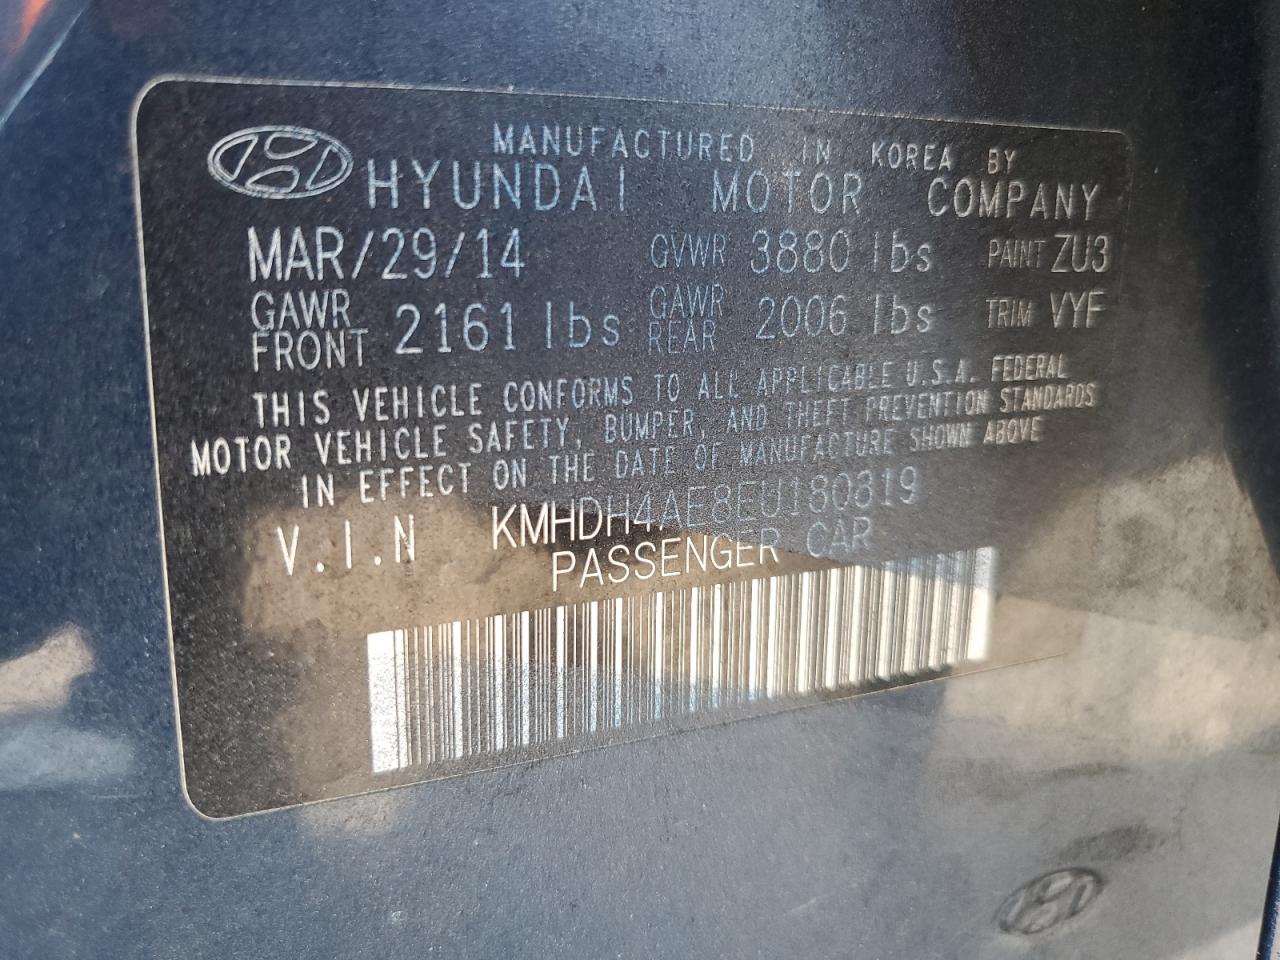 MANUFACTURED IN KOREA BY
HYUNDAI MOTOR COMPANY
MAR/29/14 GVWR 3880 lbs PAINT ZU3
GAWR FRONT 2161 lbs GAWR REAR 2006 lbs TRIM VYF
THIS VEHICLE CONFORMS TO ALL APPLICABLE U.S.A. FEDERAL
MOTOR VEHICLE SAFETY, BUMPER, AND THEFT PREVENTION STANDARDS
IN EFFECT ON THE DATE OF MANUFACTURE SHOWN ABOVE
V.I.N KMHDH4AE8EU180819
PASSENGER CAR